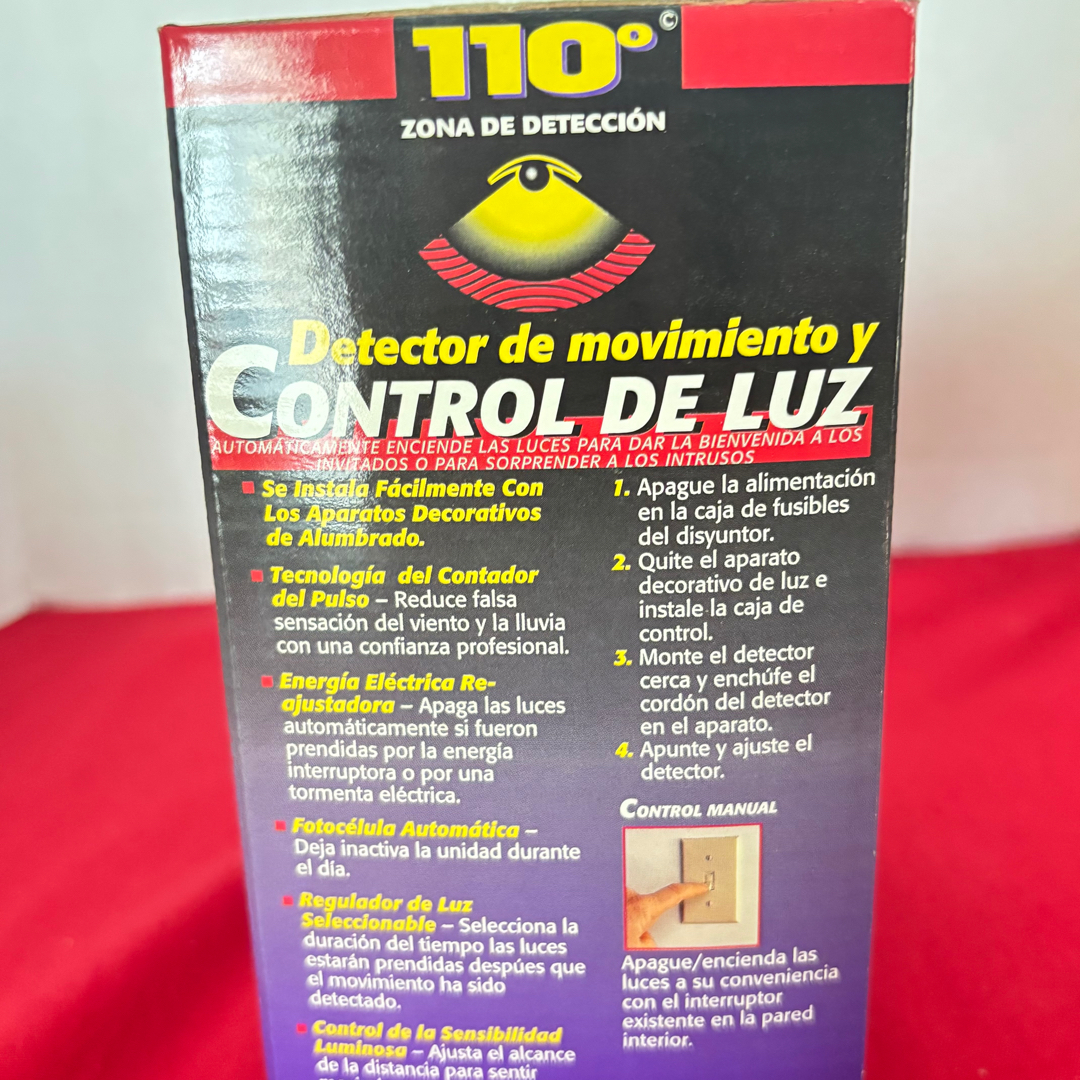 110°©
ZONA DE DETECCIÓN
Detector de movimiento y
CONTROL DE LUZ
AUTOMÁTICAMENTE ENCIENDE LAS LUCES PARA DAR LA BIENVENIDA A LOS
INVITADOS O PARA SORPRENDER A LOS INTRUSOS
Se Instala Fácilmente Con
Los Aparatos Decorativos
de Alumbrado.
Tecnología del Contador
del Pulso – Reduce falsa
sensación del viento y la lluvia
con una confianza profesional.
Energía Eléctrica Re-
ajustadora – Apaga las luces
automáticamente si fueron
prendidas por la energía
interruptora o por una
tormenta eléctrica.
Fotocélula Automática –
Deja inactiva la unidad durante
el día.
Regulador de Luz
Seleccionable – Selecciona la
duración del tiempo las luces
estarán prendidas despúes que
el movimiento ha sido
detectado.
Control de la Sensibilidad
Luminosa – Ajusta el alcance
de la distancia para sentir
1. Apague la alimentación
en la caja de fusibles
del disyuntor.
2. Quite el aparato
decorativo de luz e
instale la caja de
control.
3. Monte el detector
cerca y enchúfe el
cordón del detector
en el aparato.
4. Apunte y ajuste el
detector.
CONTROL MANUAL
Apague/encienda las
luces a su conveniencia
con el interruptor
existente en la pared
interior.